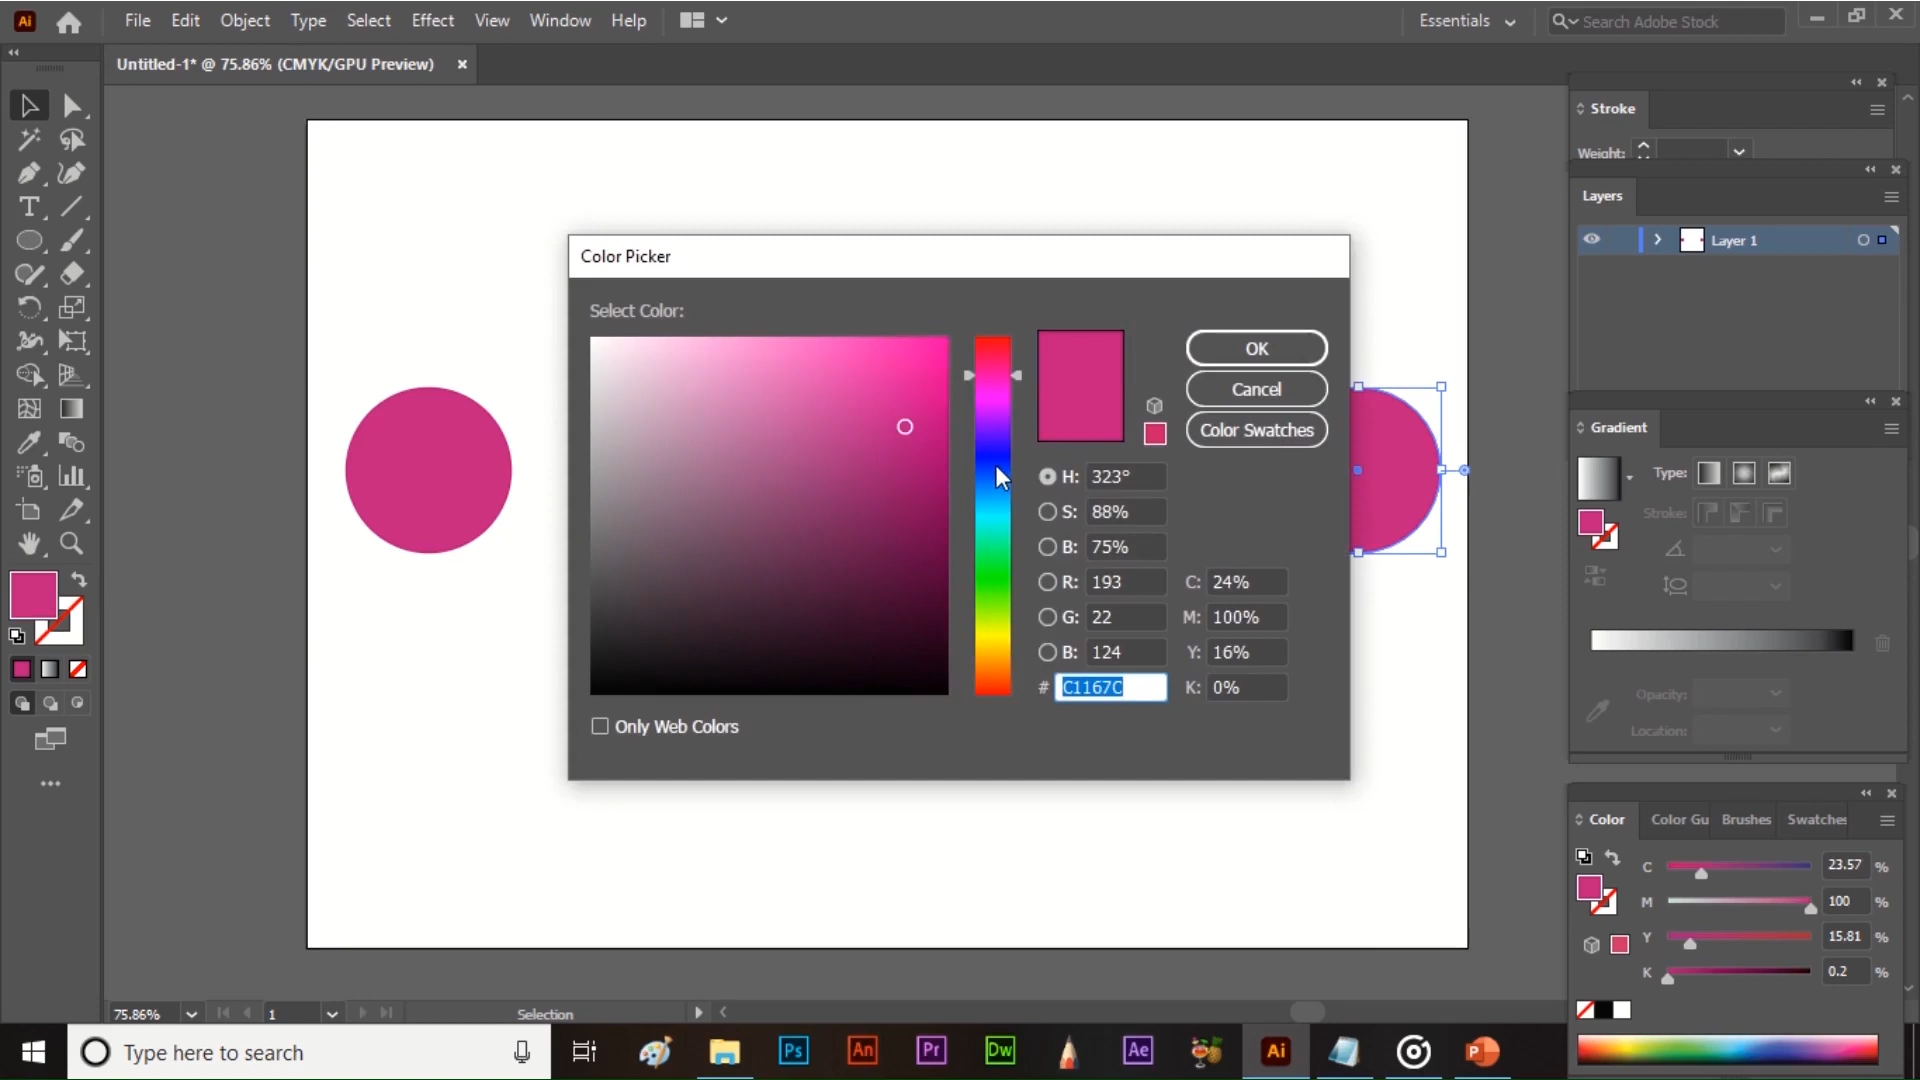 Ai File Edit Object Type Select Effect View Window Help Essentials Search Adobe Stock
Untitled-1* @ 75.86% (CMYK/GPU Preview)
Stroke
Weight:
Layers
Layer 1
Color Picker
Select Color:
OK
Cancel
Color Swatches
H: 323°
S: 88%
B: 75%
R: 193 C: 24%
G: 22 M: 100%
B: 124 Y: 16%
# C1167C K: 0%
Only Web Colors
Gradient
Type:
Stroke:
Opacity:
Location:
Color Color Gu Brushes Swatches
C 23.57 %
M 100 %
Y 15.81 %
K 0.2 %
75.86% 1 Selection
Type here to search Ps An Pr Dw Ae Ai P